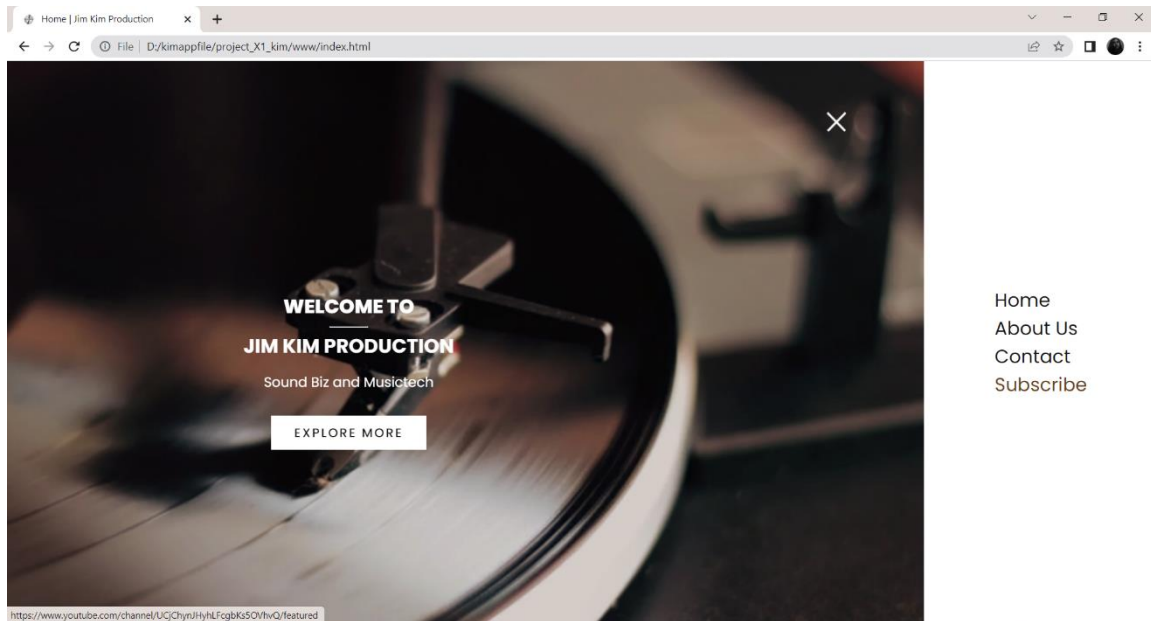 Home | Jim Kim Production
File
D:/kimappfile/project_X1_kim/www/index.html
WELCOME TO
JIM KIM PRODUCTION
Sound Biz and Musictech
EXPLORE MORE
Home
About Us
Contact
Subscribe
https://www.youtube.com/channel/UCjChynJHyhLFcgbKs5OVhvQ/featured